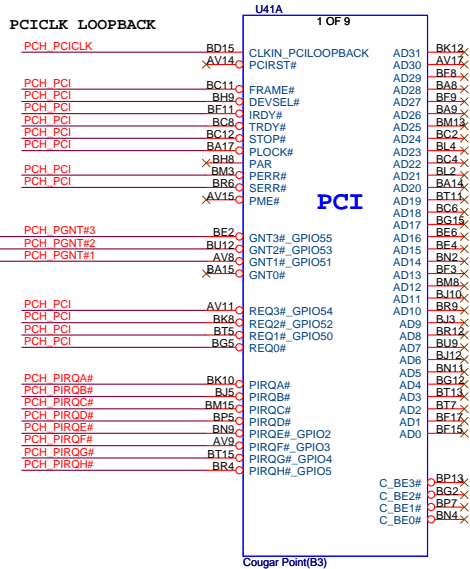 U41A
PCICLK LOOPBACK
1 OF 9
PCH_PCICLK BD15 CLKIN_PCILOOPBACK AD31 BK12
AV14 PCIRST# AD30 AV17
AD29 BF8
PCH_PCI BC11 FRAME# AD28 BA8
PCH_PCI BH9 DEVSEL# AD27 BF9
PCH_PCI BF11 IRDY# AD26 BA9
PCH_PCI BC8 TRDY# AD25 BM13
PCH_PCI BC12 STOP# AD24 BC2
PCH_PCI BA17 PLOCK# AD23 BL4
BH8 PAR AD22 BC4
PCH_PCI BM3 PERR# AD21 BL2
PCH_PCI BR6 SERR# AD20 BA14
AV15 PME# AD19 BT11
PCI
AD18 BC6
AD17 BG15
PCH_PGNT#3 BE2 GNT3#_GPIO55 AD16 BE6
PCH_PGNT#2 BU12 GNT2#_GPIO53 AD15 BE4
PCH_PGNT#1 AV8 GNT1#_GPIO51 AD14 BN2
BA15 GNT0# AD13 BF3
AD12 BM8
AD11 BJ10
PCH_PCI AV11 REQ3#_GPIO54 AD10 BR9
PCH_PCI BK8 REQ2#_GPIO52 AD9 BJ3
PCH_PCI BT5 REQ1#_GPIO50 AD8 BR12
PCH_PCI BG5 REQ0# AD7 BU9
AD6 BJ12
AD5 BN11
PCH_PIRQA# BK10 PIRQA# AD4 BG12
PCH_PIRQB# BJ5 PIRQB# AD3 BT13
PCH_PIRQC# BM15 PIRQC# AD2 BT7
PCH_PIRQD# BP5 PIRQD# AD1 BF17
PCH_PIRQE# BN9 PIRQE#_GPIO2 AD0 BF15
PCH_PIRQF# AV9 PIRQF#_GPIO3
PCH_PIRQG# BT15 PIRQG#_GPIO4
PCH_PIRQH# BR4 PIRQH#_GPIO5
C_BE3# BP13
C_BE2# BG2
C_BE1# BP7
C_BE0# BN4
Cougar Point(B3)